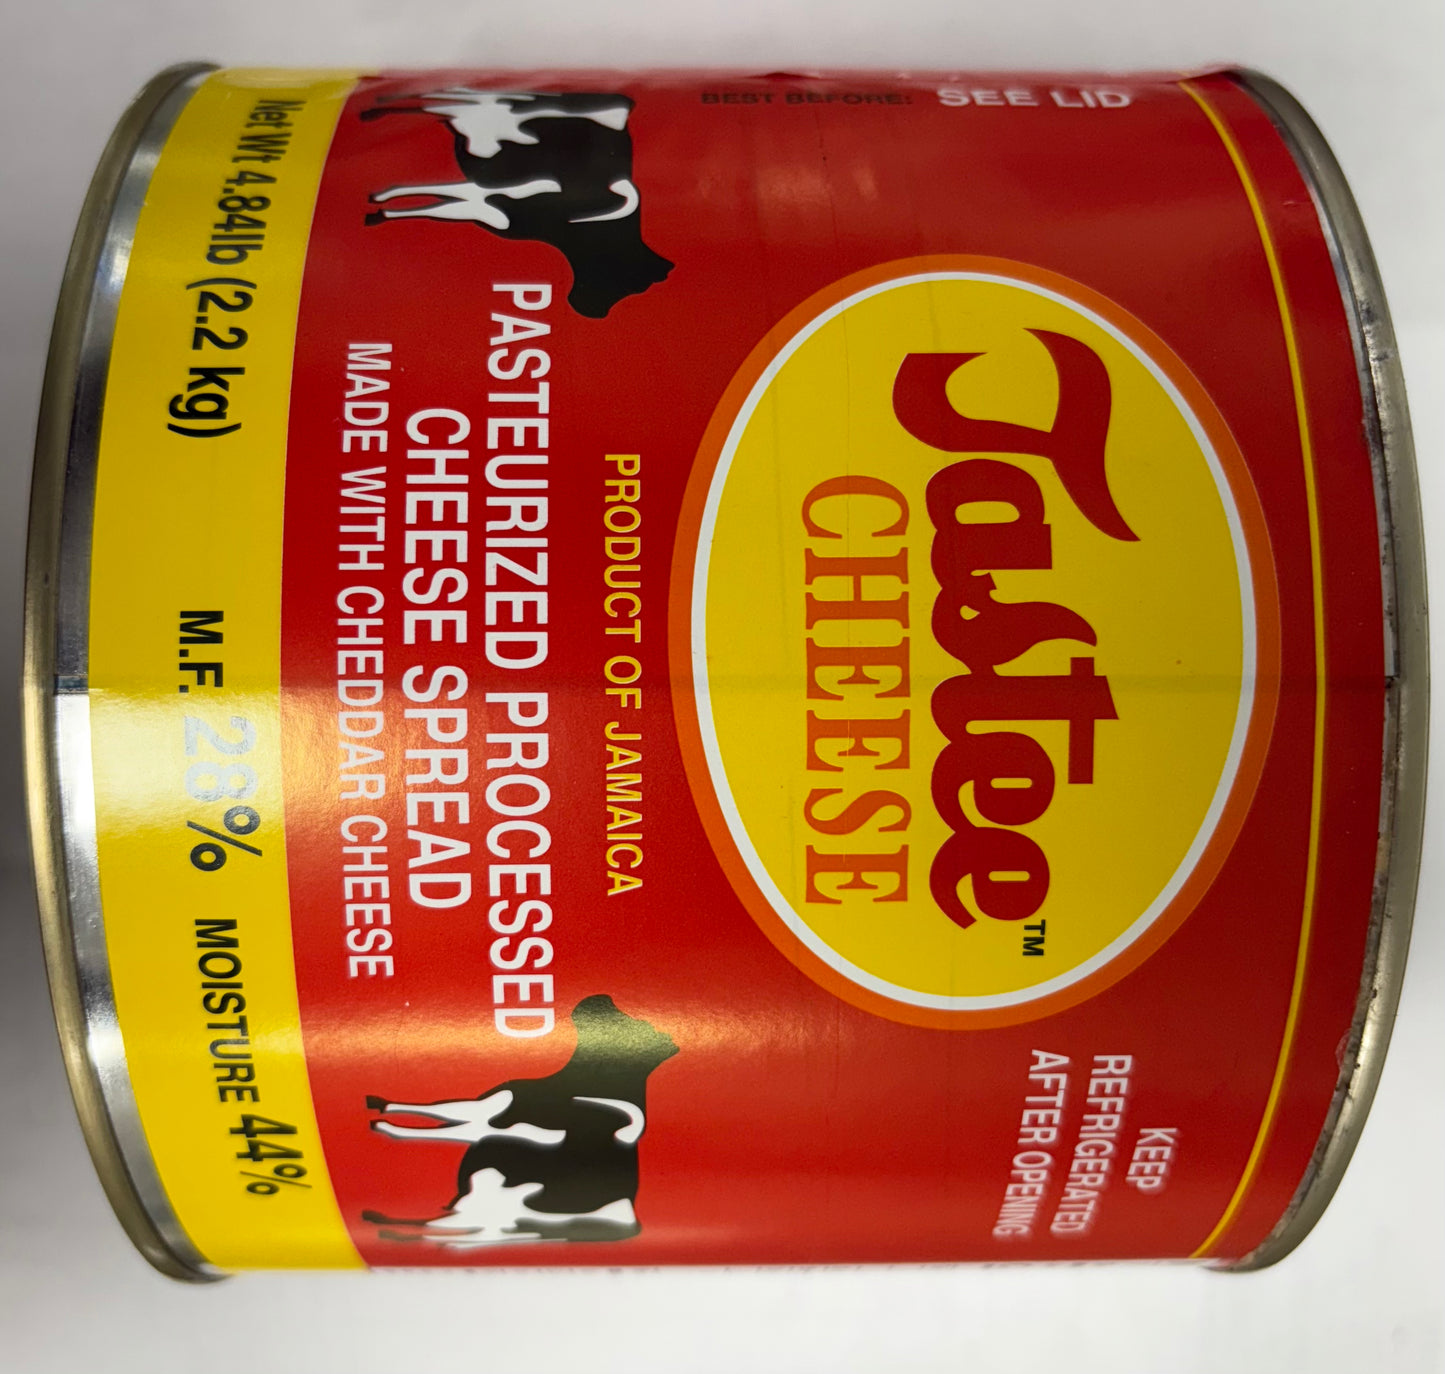 BEST BEFORE: SEE LID
Tastee™
CHEESE
KEEP
REFRIGERATED
AFTER OPENING
PRODUCT OF JAMAICA
PASTEURIZED PROCESSED
CHEESE SPREAD
MADE WITH CHEDDAR CHEESE
Net Wt 4.84lb (2.2 kg)
M.F. 28% MOISTURE 44%